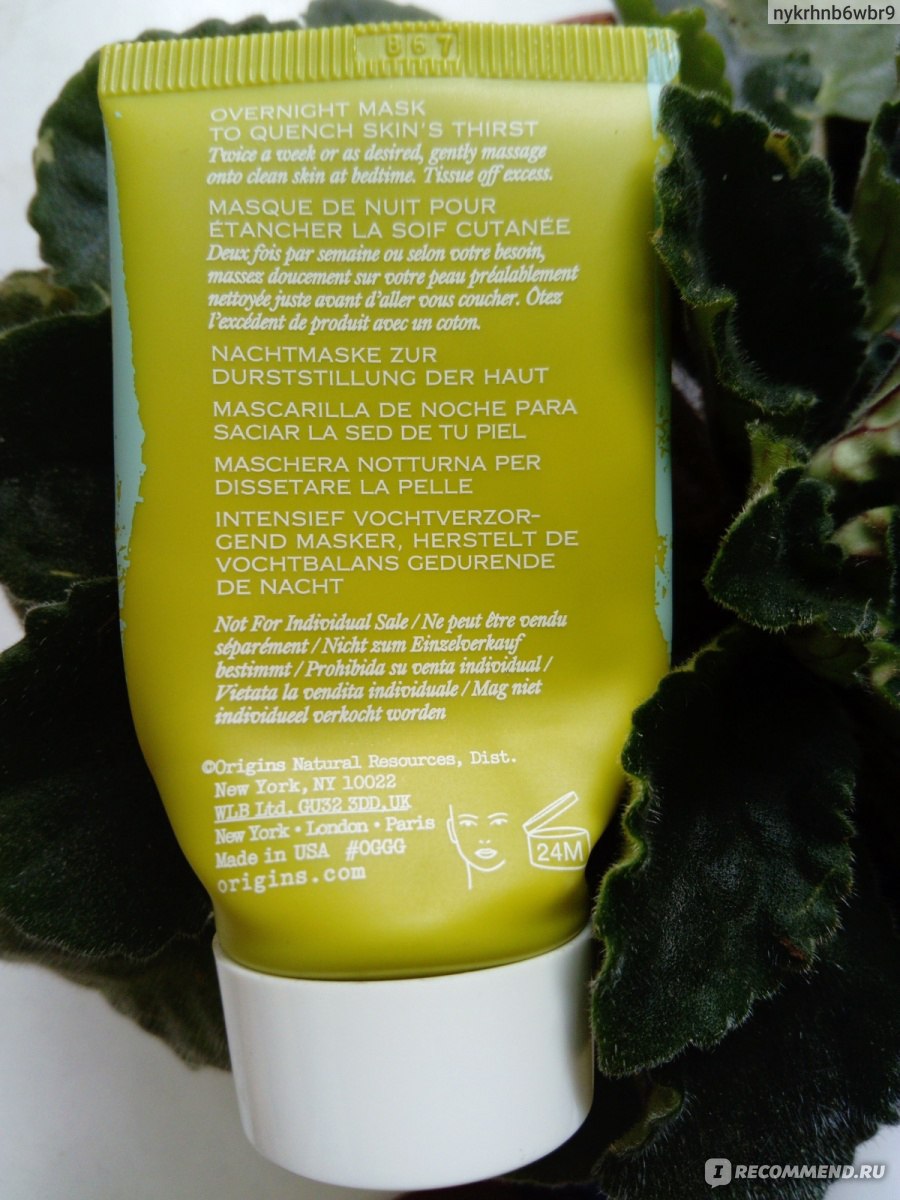 nykrhnb6wbr9
867
OVERNIGHT MASK
TO QUENCH SKIN'S THIRST
Twice a week or as desired, gently massage
onto clean skin at bedtime. Tissue off excess.
MASQUE DE NUIT POUR
ÉTANCHER LA SOIF CUTANÉE
Deux fois par semaine ou selon votre besoin,
massez doucement sur votre peau préalablement
nettoyée juste avant d'aller vous coucher. Ôtez
l'excédent de produit avec un coton.
NACHTMASKE ZUR
DURSTSTILLUNG DER HAUT
MASCARILLA DE NOCHE PARA
SACIAR LA SED DE TU PIEL
MASCHERA NOTTURNA PER
DISSETARE LA PELLE
INTENSIEF VOCHTVERZOR-
GEND MASKER, HERSTELT DE
VOCHTBALANS GEDURENDE
DE NACHT
Not For Individual Sale / Ne peut être vendu
séparément / Nicht zum Einzelverkauf
bestimmt / Prohibida su venta individual /
Vietata la vendita individuale / Mag niet
individueel verkocht worden
©Origins Natural Resources, Dist.
New York, NY 10022
WLB Ltd. GU32 3DD.UK
New York • London • Paris
Made in USA #0GGG
origins.com
24M
IRECOMMEND.RU